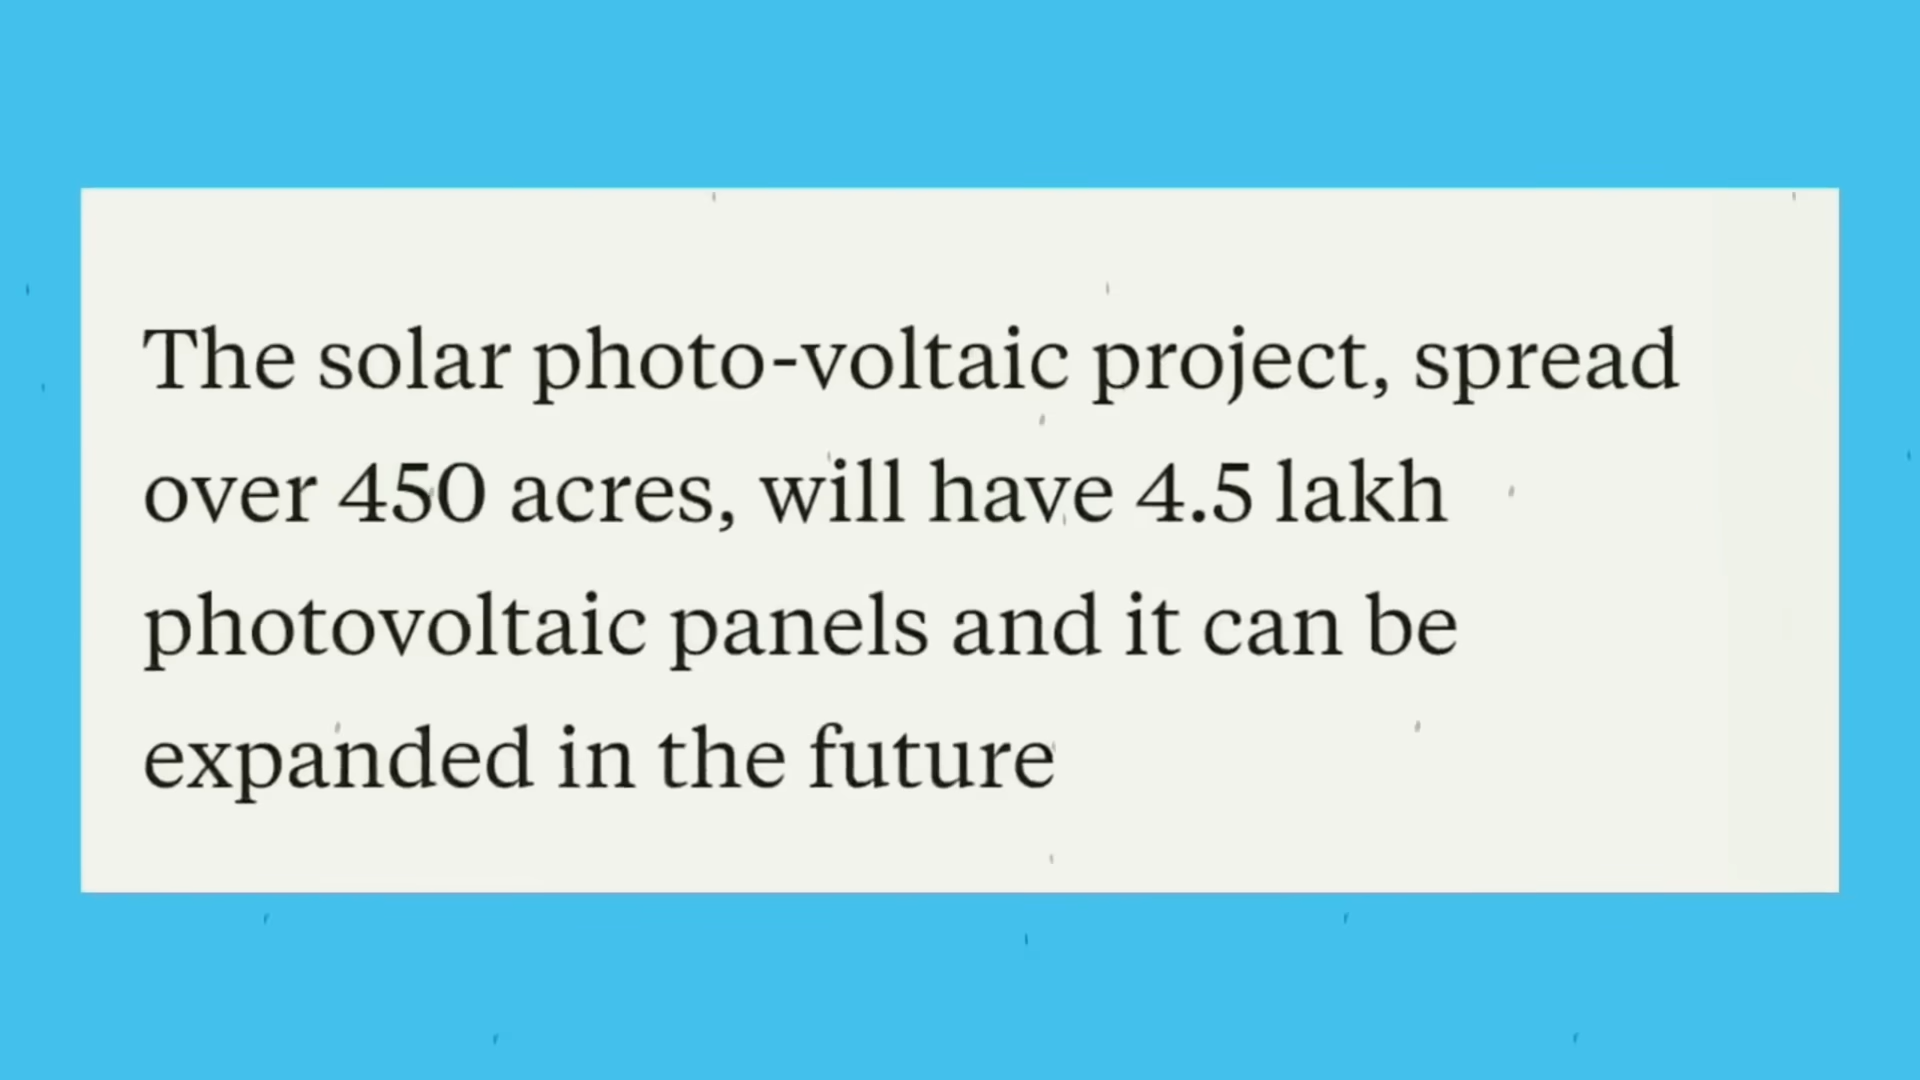 The solar photo-voltaic project, spread
over 450 acres, will have 4.5 lakh
photovoltaic panels and it can be
expanded in the future